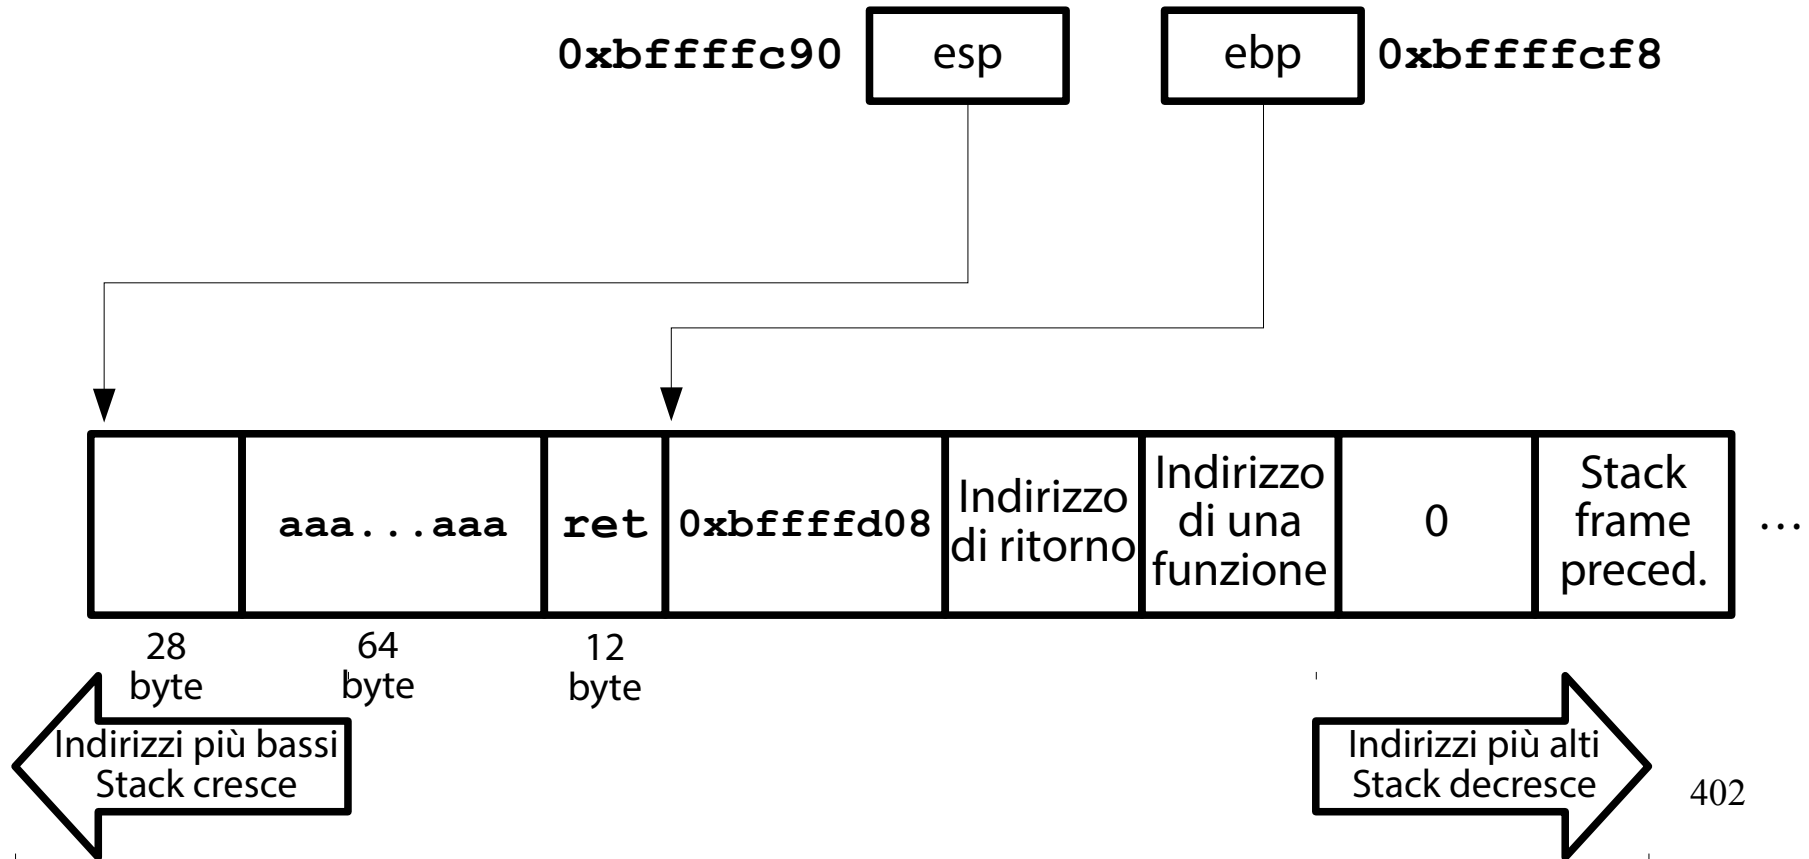 0xbffffc90 esp ebp 0xbffffcf8
aaa...aaa
ret
0xbffffd08
Indirizzo
di ritorno
Indirizzo
di una
funzione
0
Stack
frame
preced.
...
28
byte
64
byte
12
byte
Indirizzi più bassi
Stack cresce
Indirizzi più alti
Stack decresce
402